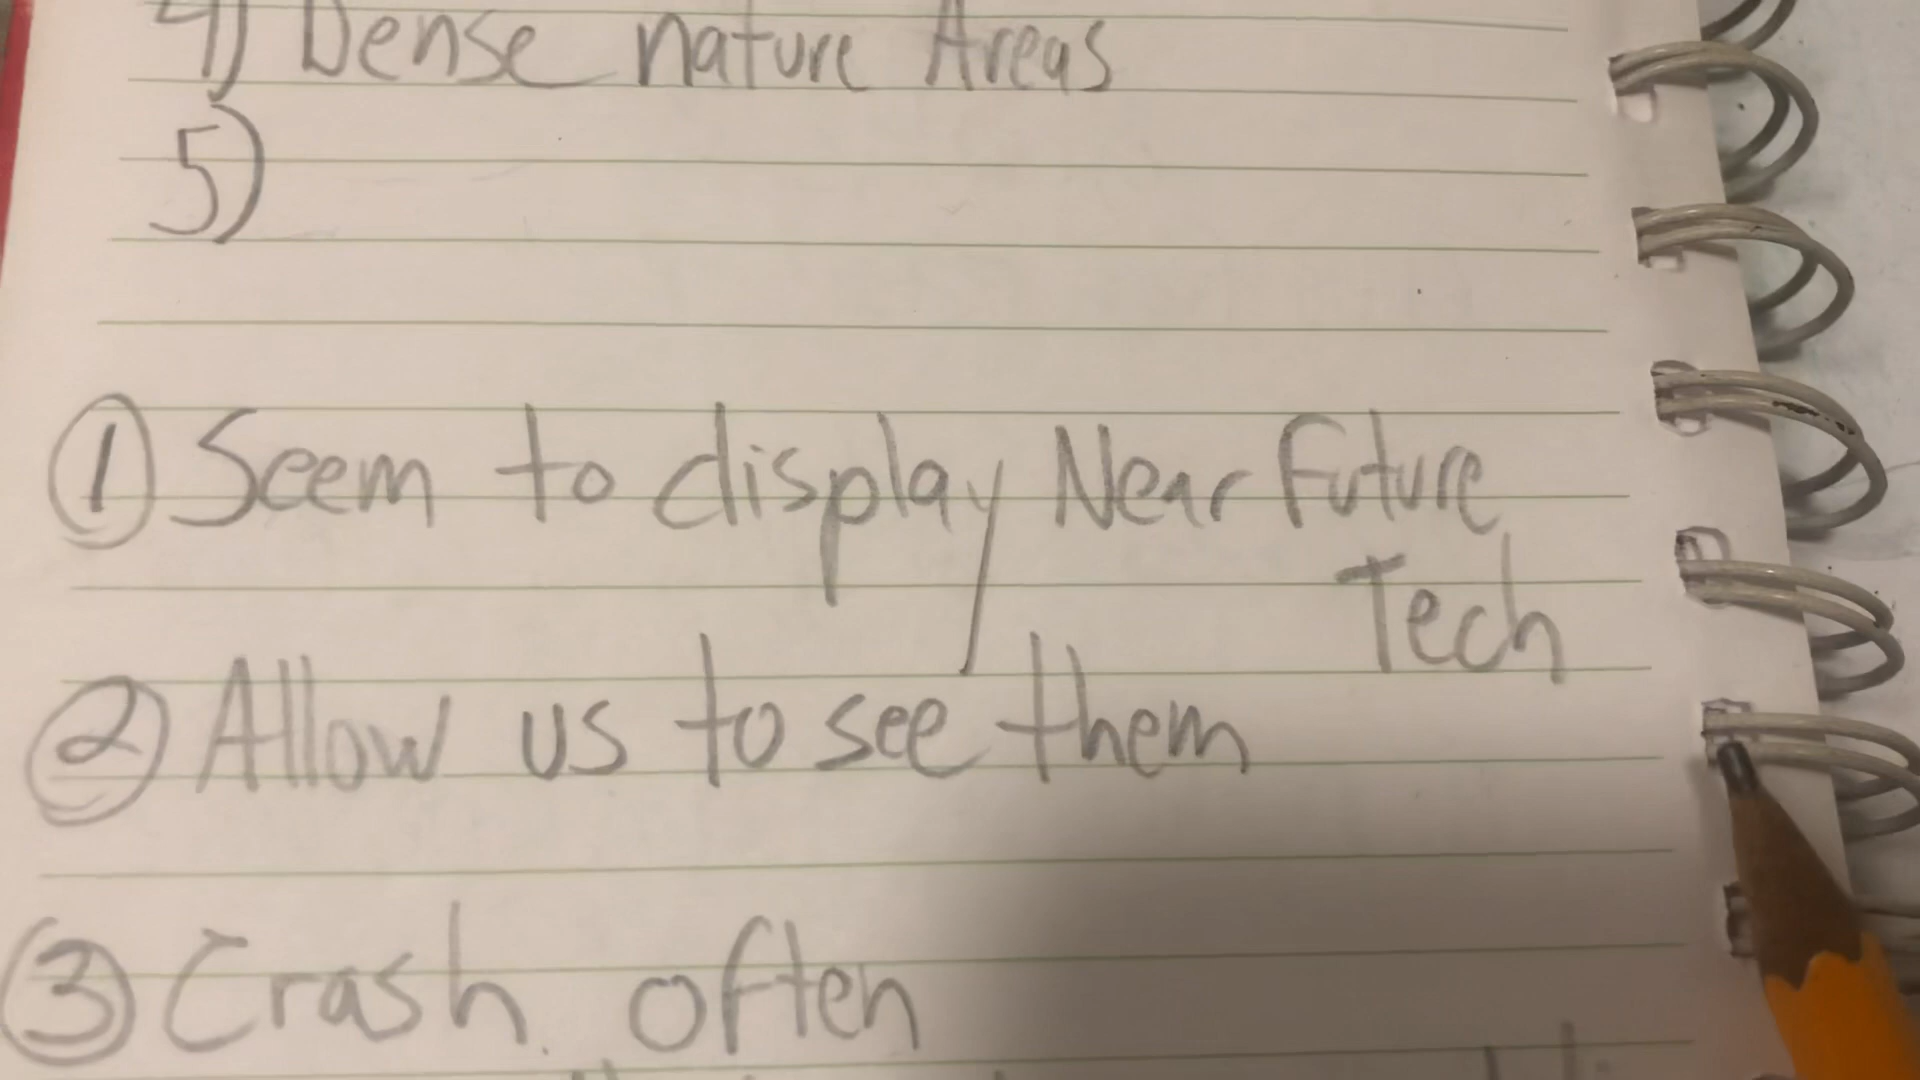 4) Dense nature Areas
5)
① Seem to display Near Future
Tech
② Allow us to see them
③ Crash often